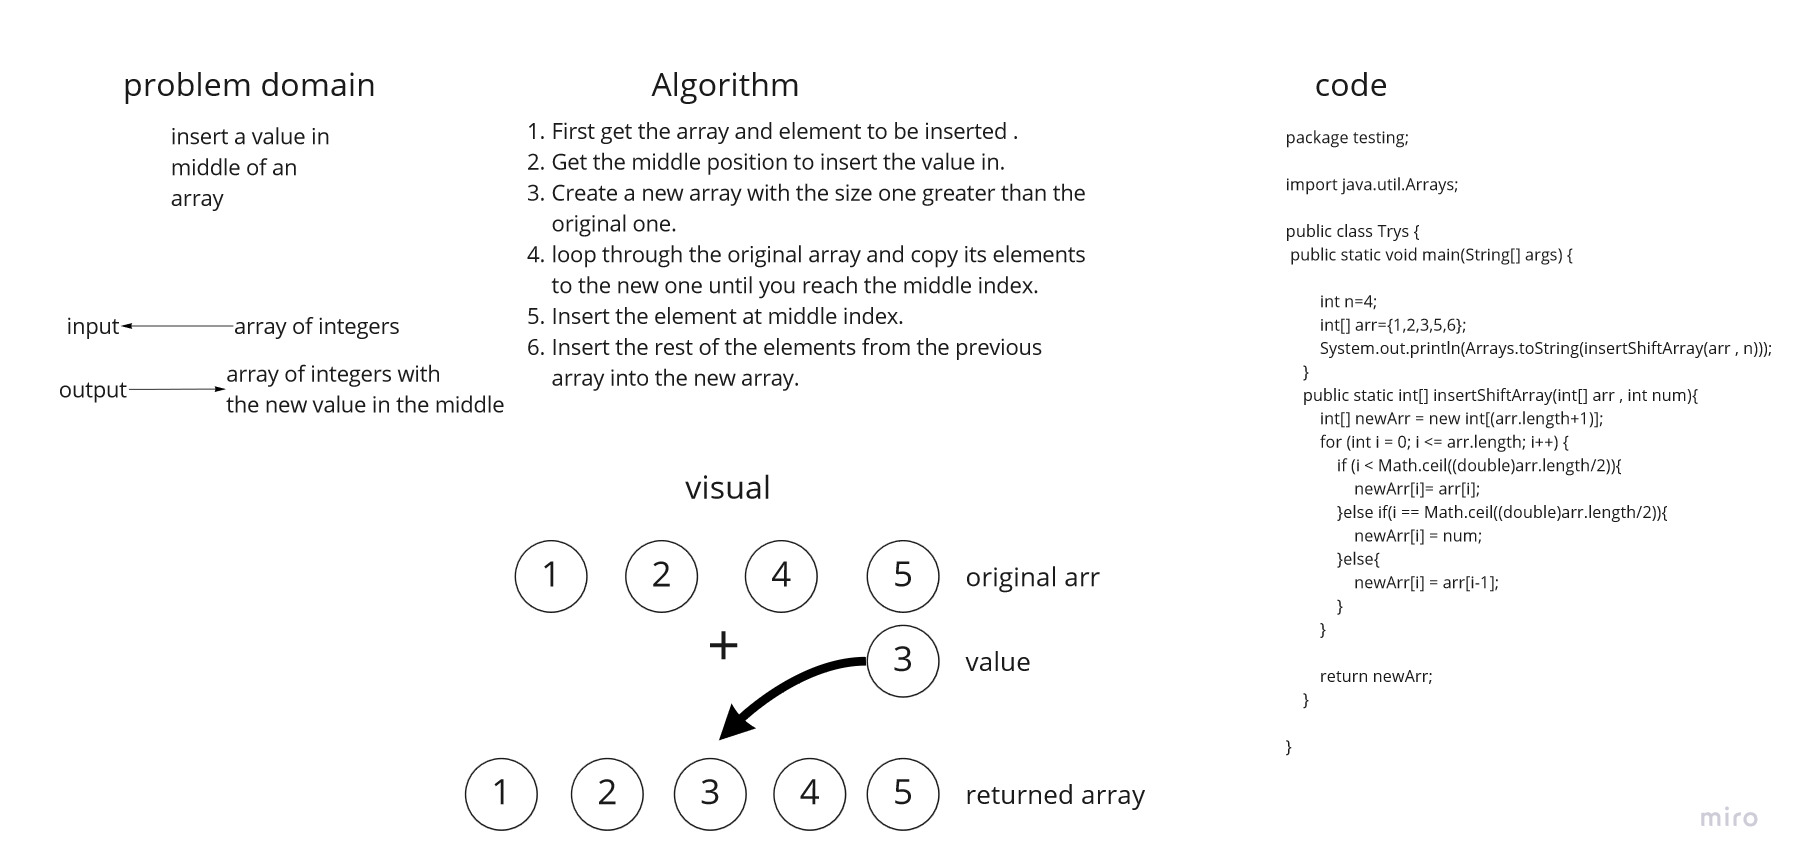 problem domain
insert a value in
middle of an
array
input
array of integers
output
array of integers with
the new value in the middle
Algorithm
1. First get the array and element to be inserted .
2. Get the middle position to insert the value in.
3. Create a new array with the size one greater than the
original one.
4. loop through the original array and copy its elements
to the new one until you reach the middle index.
5. Insert the element at middle index.
6. Insert the rest of the elements from the previous
array into the new array.
visual
1 2 4 5 original arr
+
3 value
1 2 3 4 5 returned array
code
package testing;
import java.util.Arrays;
public class Trys {
public static void main(String[] args) {
int n=4;
int[] arr={1,2,3,5,6};
System.out.println(Arrays.toString(insertShiftArray(arr , n)));
}
public static int[] insertShiftArray(int[] arr , int num){
int[] newArr = new int[(arr.length+1)];
for (int i = 0; i <= arr.length; i++) {
if (i < Math.ceil((double)arr.length/2)){
newArr[i]= arr[i];
}else if(i == Math.ceil((double)arr.length/2)){
newArr[i] = num;
}else{
newArr[i] = arr[i-1];
}
}
return newArr;
}
}
miro